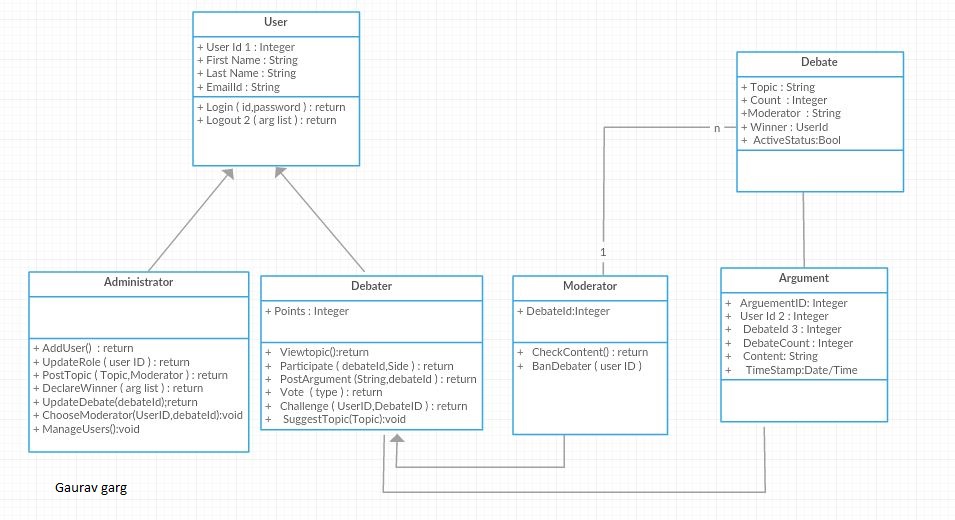 User
+ User Id 1 : Integer
+ First Name : String
+ Last Name : String
+ EmailId : String
+ Login ( id,password ) : return
+ Logout 2 ( arg list ) : return
Debate
+ Topic : String
+ Count : Integer
+Moderator : String
+ Winner : UserId
+ ActiveStatus:Bool
n
1
Administrator
+ AddUser() : return
+ UpdateRole ( user ID ) : return
+ PostTopic ( Topic,Moderator ) : return
+ DeclareWinner ( arg list ) : return
+ UpdateDebate(debateId);return
+ ChooseModerator(UserID,debateId):void
+ ManageUsers():void
Debater
+ Points : Integer
+ Viewtopic():return
+ Participate ( debateId,Side ) : return
+ PostArgument (String,debateId ) : return
+ Vote ( type ) : return
+ Challenge ( UserID,DebateID ) : return
+ SuggestTopic(Topic):void
Moderator
+ DebateId:Integer
+ CheckContent() : return
+ BanDebater ( user ID )
Argument
+ ArguementID: Integer
+ User Id 2 : Integer
+ DebateId 3 : Integer
+ DebateCount : Integer
+ Content: String
+ TimeStamp:Date/Time
Gaurav garg